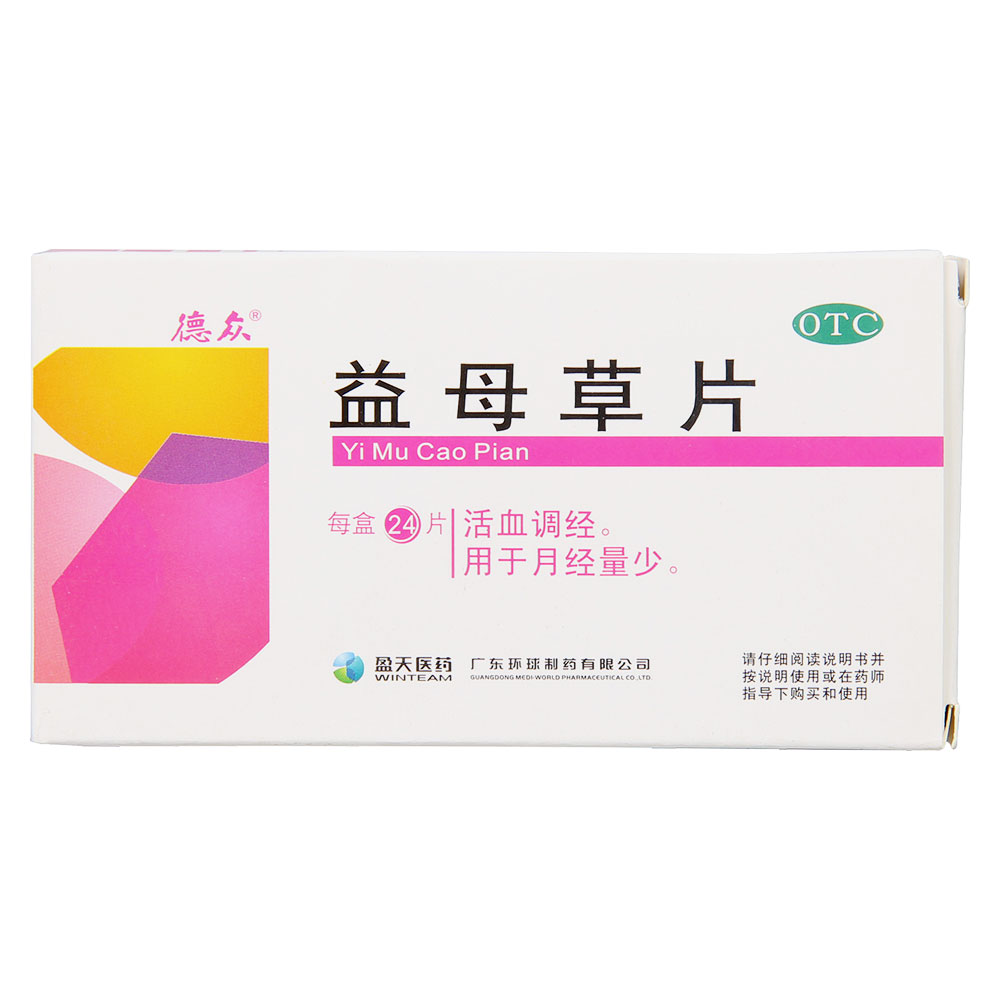 德众®
OTC
益母草片
Yi Mu Cao Pian
每盒24片
活血调经。
用于月经量少。
盈天医药
WINTEAM
广东环球制药有限公司
GUANGDONG MEDI-WORLD PHARMACEUTICAL CO.,LTD.
请仔细阅读说明书并
按说明使用或在药师
指导下购买和使用